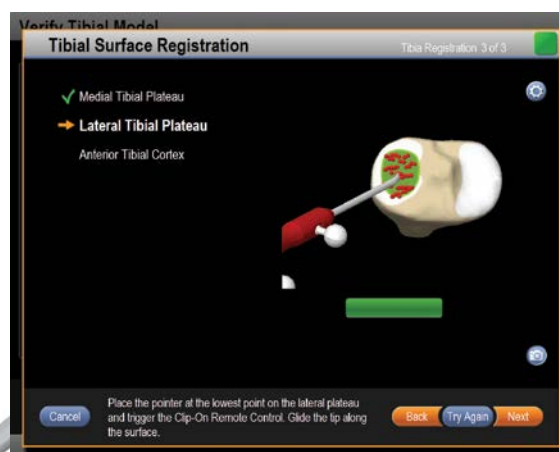 Verify Tibial Model
Tibial Surface Registration
Tibia Registration 3 of 3
Medial Tibial Plateau
Lateral Tibial Plateau
Anterior Tibial Cortex
Cancel
Place the pointer at the lowest point on the lateral plateau
and trigger the Clip-On Remote Control. Glide the tip along
the surface.
Back
Try Again
Next